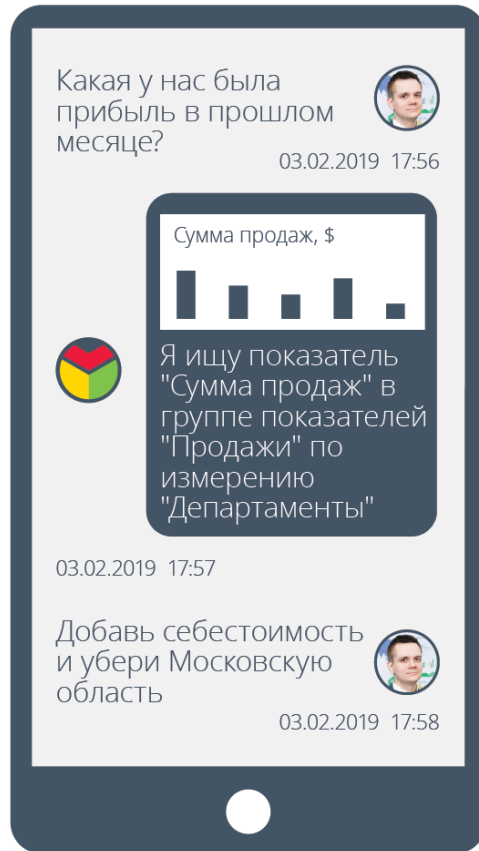 Какая у нас была
прибыль в прошлом
месяце?
03.02.2019 17:56
Сумма продаж, $
Я ищу показатель
"Сумма продаж" в
группе показателей
"Продажи" по
измерению
"Департаменты"
03.02.2019 17:57
Добавь себестоимость
и убери Московскую
область
03.02.2019 17:58